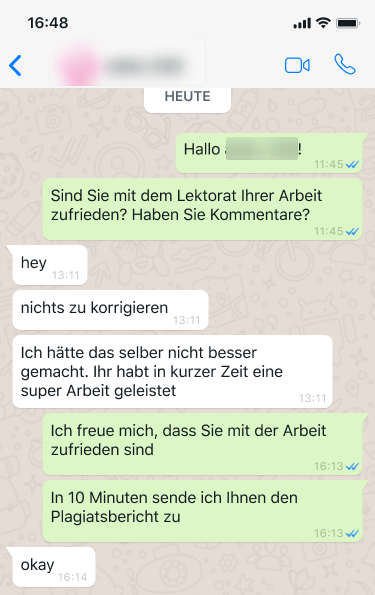 16:48
HEUTE
Hallo !
11:45
Sind Sie mit dem Lektorat Ihrer Arbeit
zufrieden? Haben Sie Kommentare?
11:45
hey
13:11
nichts zu korrigieren
13:11
Ich hätte das selber nicht besser
gemacht. Ihr habt in kurzer Zeit eine
super Arbeit geleistet
13:11
Ich freue mich, dass Sie mit der Arbeit
zufrieden sind
16:13
In 10 Minuten sende ich Ihnen den
Plagiatsbericht zu
16:13
okay
16:14